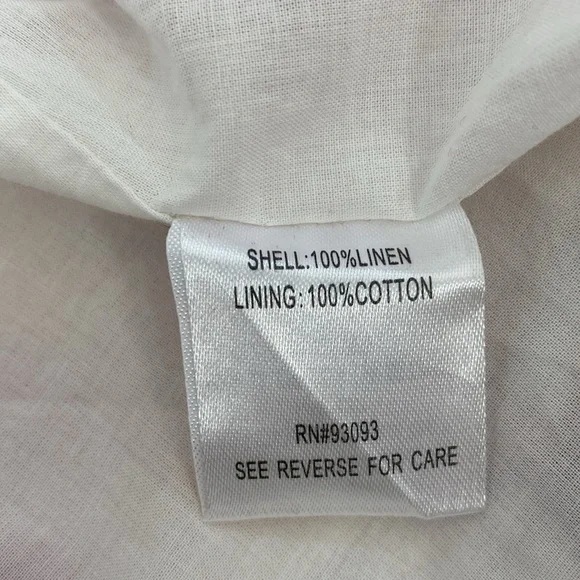 SHELL:100%LINEN
LINING:100%COTTON
RN#93093
SEE REVERSE FOR CARE